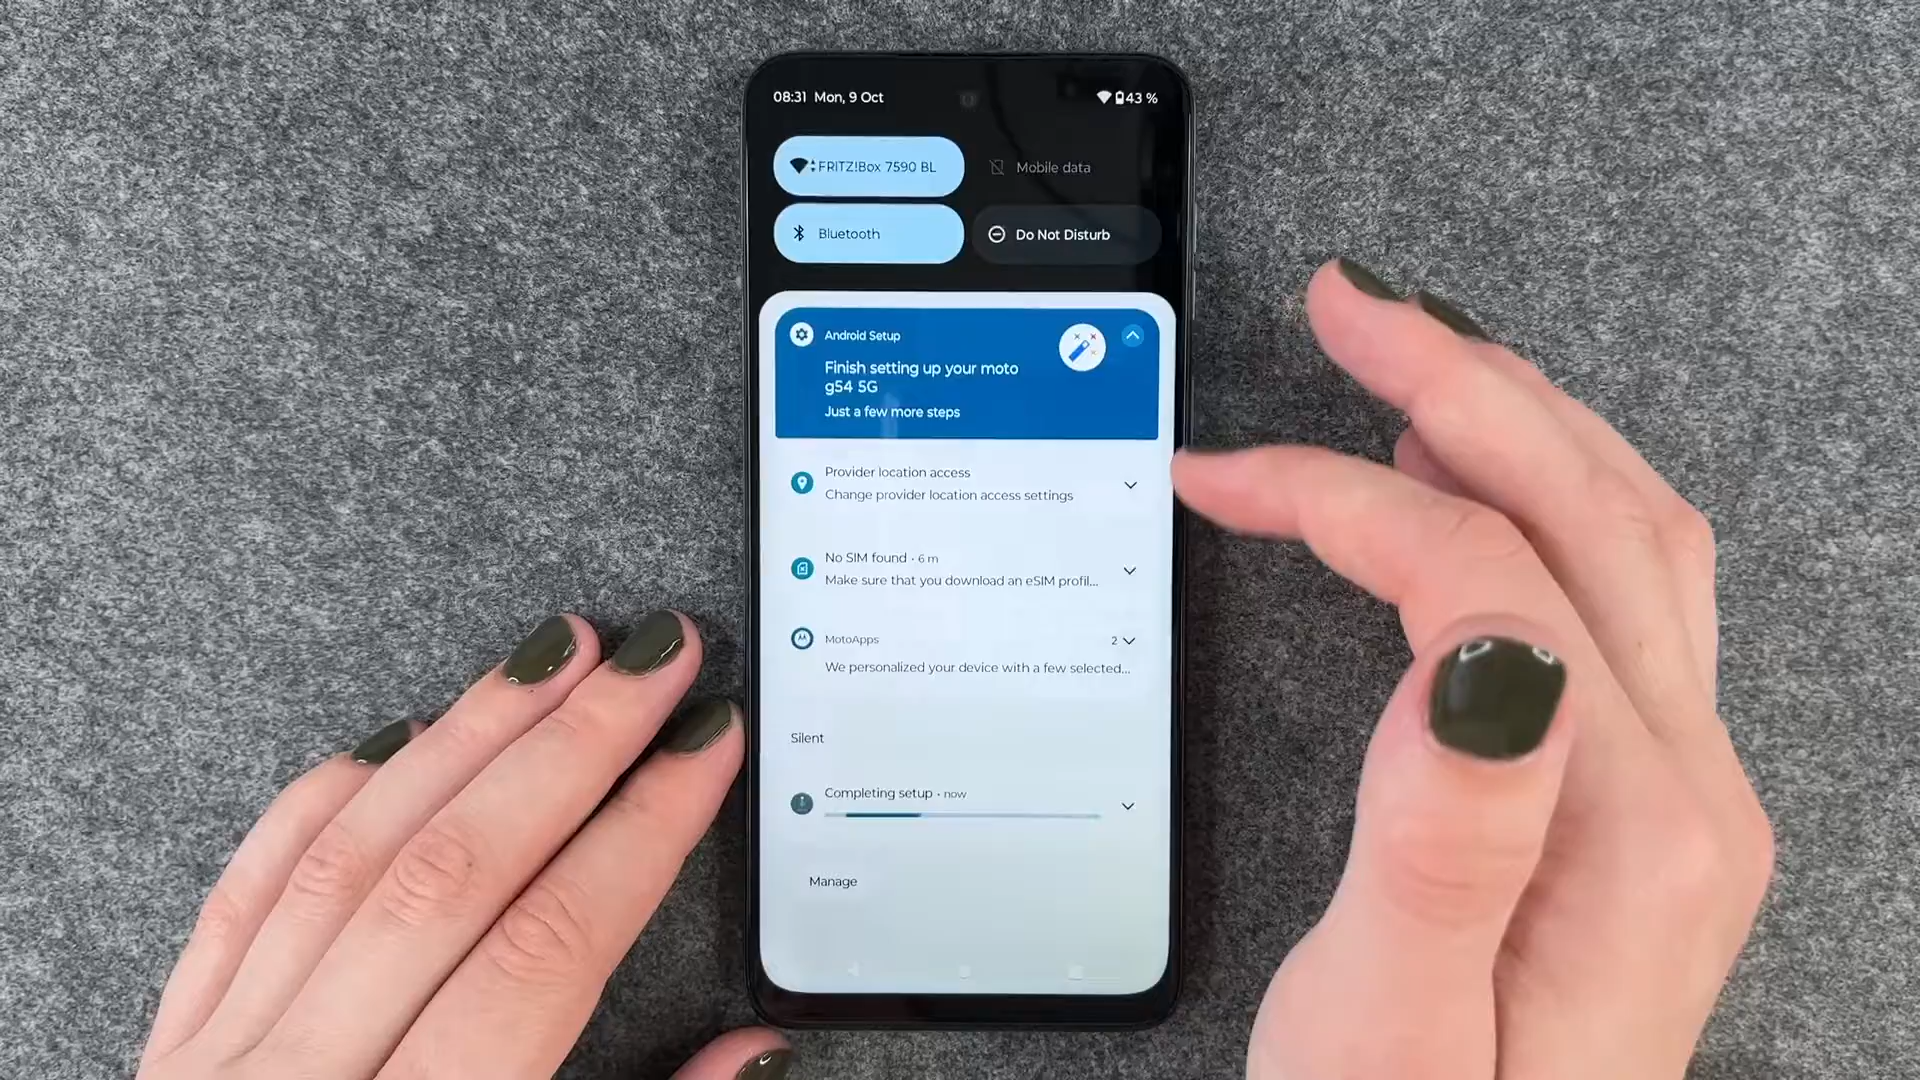 08:31 Mon, 9 Oct
43 %
FRITZ!Box 7590 BL
Mobile data
Bluetooth
Do Not Disturb
Android Setup
Finish setting up your moto
g54 5G
Just a few more steps
Provider location access
Change provider location access settings
No SIM found · 6 m
Make sure that you download an eSIM profil...
MotoApps
2
We personalized your device with a few selected...
Silent
Completing setup · now
Manage